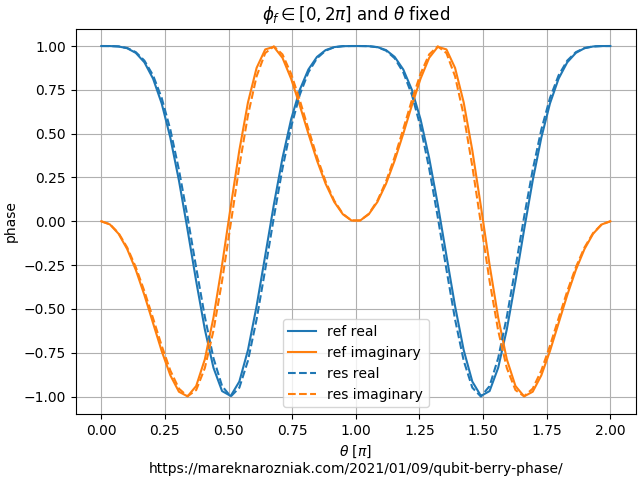 ϕf ∈ [0, 2π] and θ fixed
1.00
0.75
0.50
0.25
0.00
−0.25
−0.50
−0.75
−1.00
phase
ref real
ref imaginary
res real
res imaginary
0.00 0.25 0.50 0.75 1.00 1.25 1.50 1.75 2.00
θ [π]
https://mareknarozniak.com/2021/01/09/qubit-berry-phase/